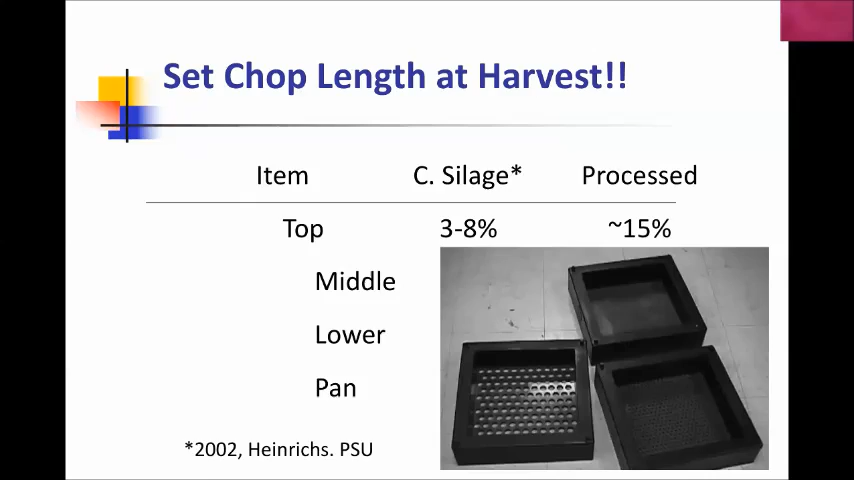 Set Chop Length at Harvest!!
Item C. Silage* Processed
Top 3-8% ~15%
Middle
Lower
Pan
*2002, Heinrichs. PSU